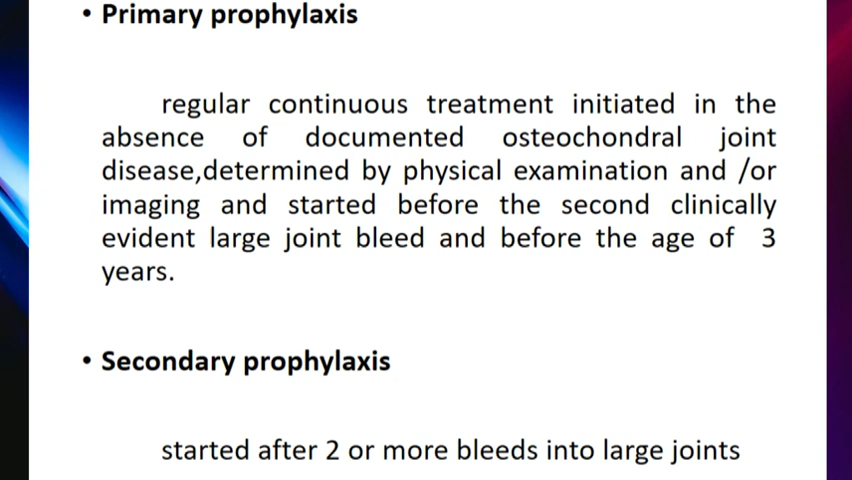 • Primary prophylaxis
regular continuous treatment initiated in the
absence of documented osteochondral joint
disease,determined by physical examination and /or
imaging and started before the second clinically
evident large joint bleed and before the age of 3
years.
• Secondary prophylaxis
started after 2 or more bleeds into large joints